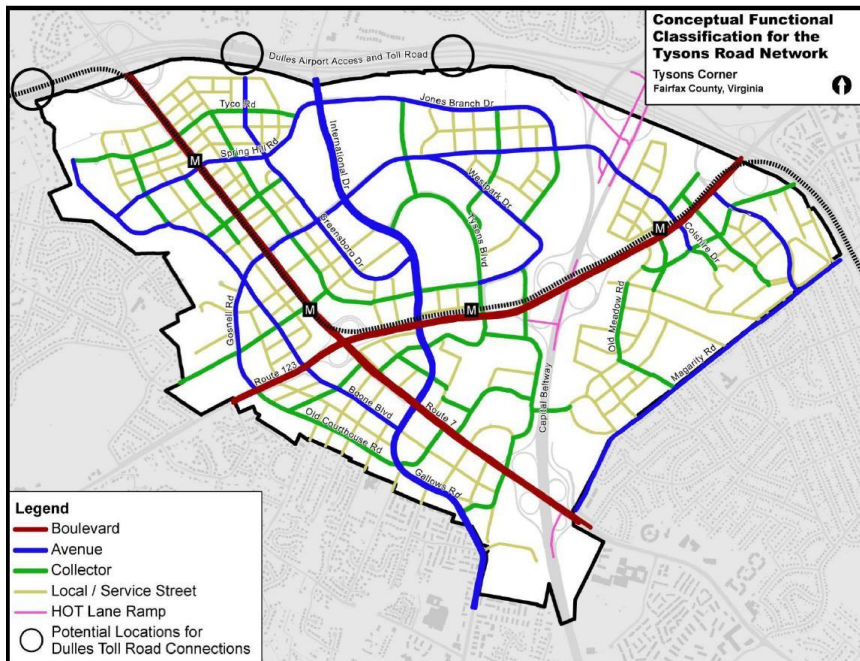 Conceptual Functional
Classification for the
Tysons Road Network
Tysons Corner
Fairfax County, Virginia
Dulles Airport Access and Toll Road
Tyco Rd
Jones Branch Dr
International Dr
Spring Hill Rd
M
Westpark Dr
Greensboro Dr
Tysons Blvd
M
Colshire Dr
Gosnell Rd
M
M
Old Meadow Rd
Magarity Rd
Route 123
Boone Blvd
Route 7
Capital Beltway
Old Courthouse Rd
Gallows Rd
Legend
Boulevard
Avenue
Collector
Local / Service Street
HOT Lane Ramp
Potential Locations for
Dulles Toll Road Connections